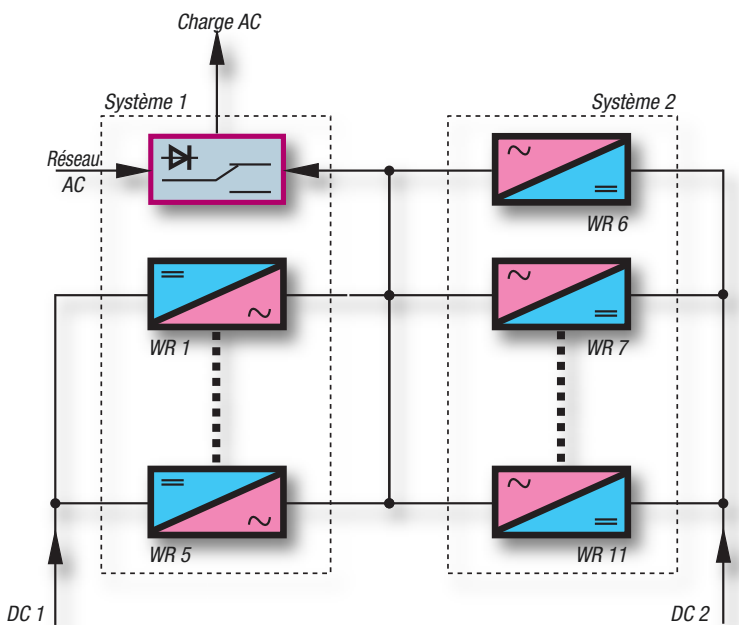 Charge AC
Système 1
Système 2
Réseau
AC
WR 6
WR 1
WR 7
WR 5
WR 11
DC 1
DC 2